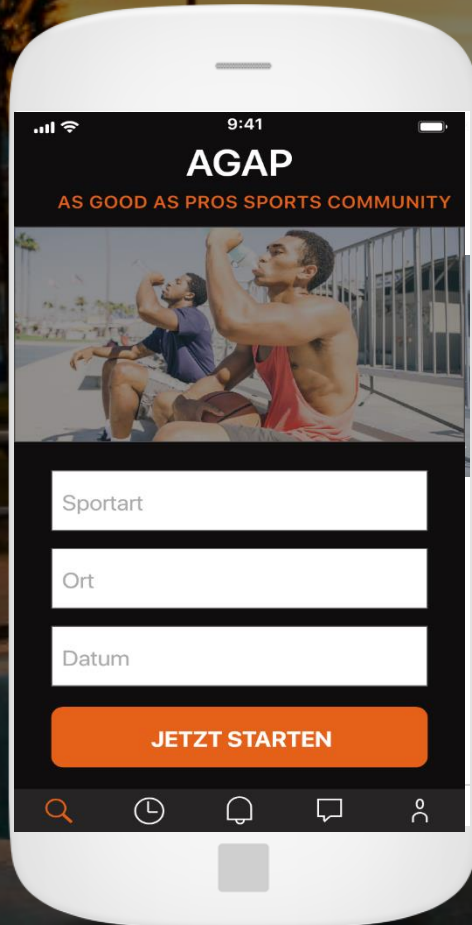 9:41
AGAP
AS GOOD AS PROS SPORTS COMMUNITY
Sportart
Ort
Datum
JETZT STARTEN